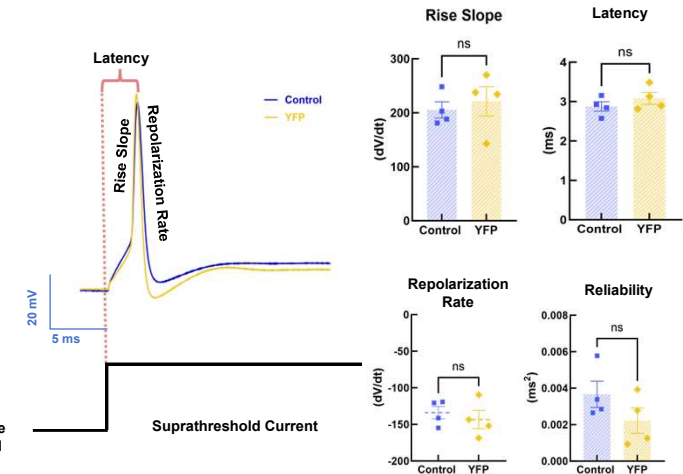 Latency
Control
YFP
Rise Slope
Repolarization Rate
20 mV
5 ms
Suprathreshold Current
Rise Slope
ns
300
200
100
0
(dV/dt)
Control YFP
Latency
ns
4
3
2
1
0
(ms)
Control YFP
Repolarization
Rate
ns
0
-50
-100
-150
-200
(dV/dt)
Control YFP
Reliability
ns
0.008
0.006
0.004
0.002
0.000
(ms²)
Control YFP